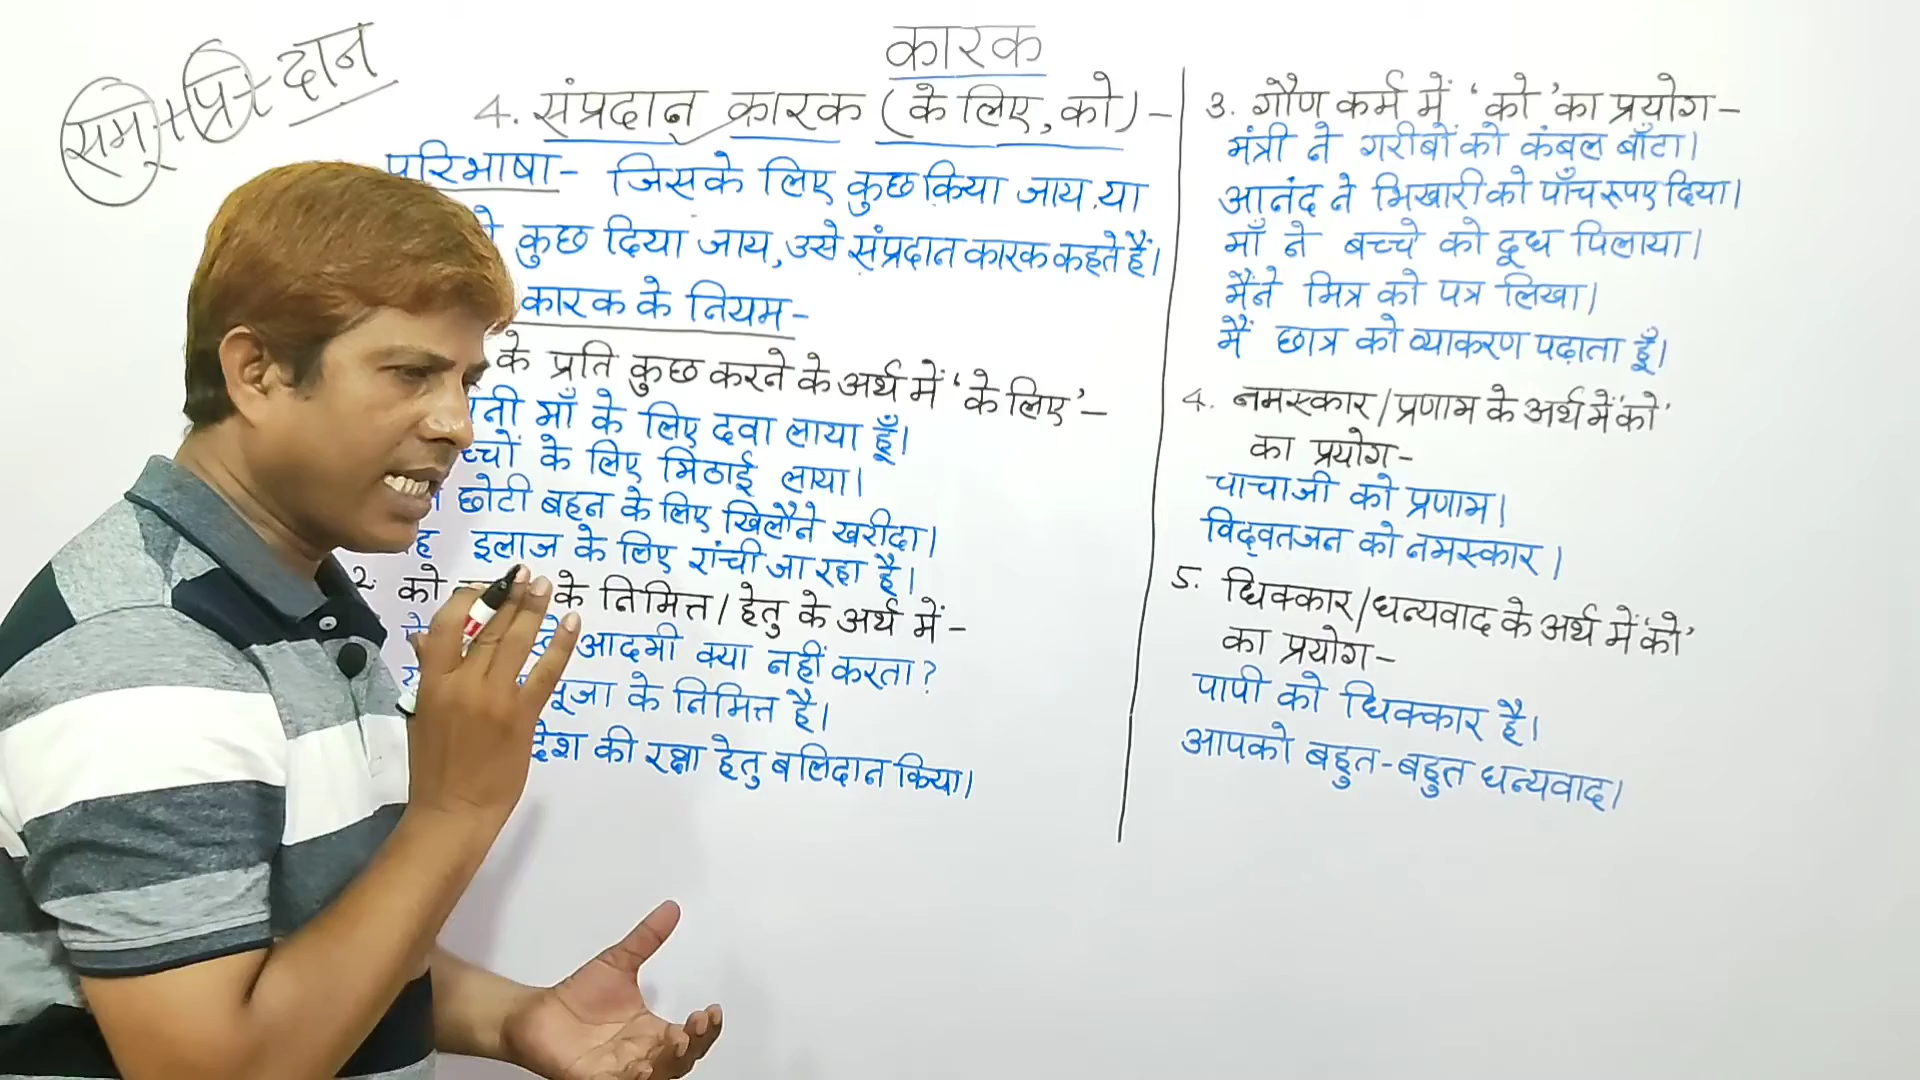 कारक
सम् + प्र + दान
4. संप्रदान कारक (के लिए, को) -
परिभाषा - जिसके लिए कुछ किया जाय या
कुछ दिया जाय, उसे संप्रदान कारक कहते हैं।
कारक के नियम -
के प्रति कुछ करने के अर्थ में 'के लिए' -
माँ के लिए दवा लाया हूँ।
के लिए मिठाई लाया।
छोटी बहन के लिए खिलौने खरीदा।
इलाज के लिए रांची जा रहा है।
2. को के निमित्त / हेतु के अर्थ में -
आदमी क्या नहीं करता?
पूजा के निमित्त है।
देश की रक्षा हेतु बलिदान किया।
3. गौण कर्म में 'को' का प्रयोग -
मंत्री ने गरीबों को कंबल बाँटा।
आनंद ने भिखारी को पाँच रूपए दिया।
माँ ने बच्चे को दूध पिलाया।
मैंने मित्र को पत्र लिखा।
मैं छात्र को व्याकरण पढ़ाता हूँ।
4. नमस्कार / प्रणाम के अर्थ में 'को'
का प्रयोग -
चाचाजी को प्रणाम।
विद्वतजन को नमस्कार।
5. धिक्कार / धन्यवाद के अर्थ में 'को'
का प्रयोग -
पापी को धिक्कार है।
आपको बहुत-बहुत धन्यवाद।